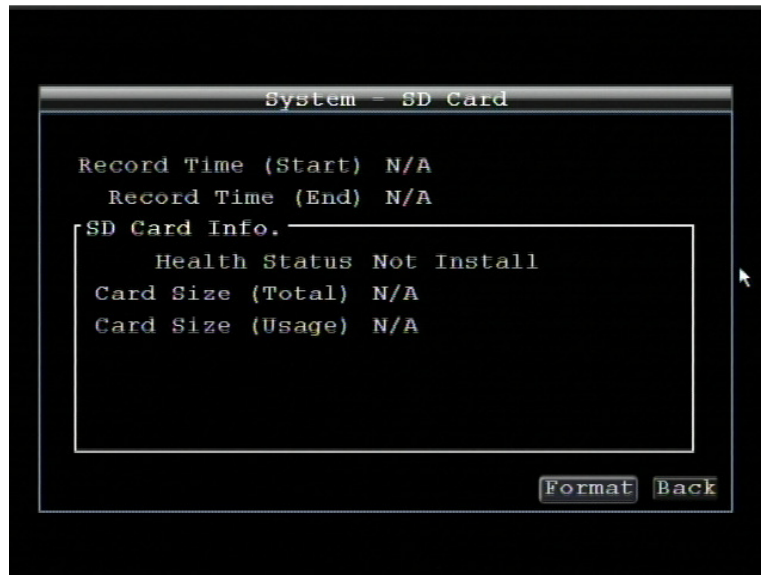 System - SD Card
Record Time (Start) N/A
Record Time (End) N/A
SD Card Info.
Health Status Not Install
Card Size (Total) N/A
Card Size (Usage) N/A
Format Back